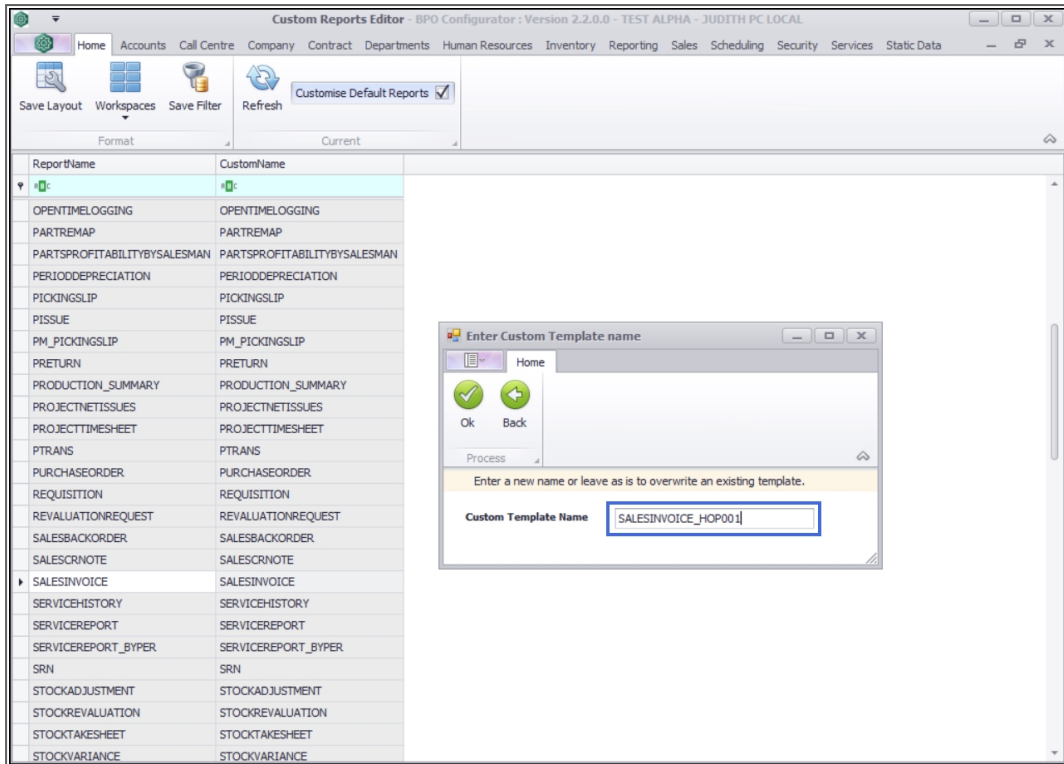 Custom Reports Editor - BPO Configurator : Version 2.2.0.0 - TEST ALPHA - JUDITH PC LOCAL
Home Accounts Call Centre Company Contract Departments Human Resources Inventory Reporting Sales Scheduling Security Services Static Data
Save Layout Workspaces Save Filter Refresh Customise Default Reports
Format Current
ReportName CustomName
OPENTIMELOGGING OPENTIMELOGGING
PARTREMAP PARTREMAP
PARTSPROFITABILITYBYSALESMAN PARTSPROFITABILITYBYSALESMAN
PERIODDEPRECIATION PERIODDEPRECIATION
PICKINGSLIP PICKINGSLIP
PISSUE PISSUE
PM_PICKINGSLIP PM_PICKINGSLIP
PRETURN PRETURN
PRODUCTION_SUMMARY PRODUCTION_SUMMARY
PROJECTNETISSUES PROJECTNETISSUES
PROJECTTIMESHEET PROJECTTIMESHEET
PTRANS PTRANS
PURCHASEORDER PURCHASEORDER
REQUISITION REQUISITION
REVALUATIONREQUEST REVALUATIONREQUEST
SALESBACKORDER SALESBACKORDER
SALESCRNOTE SALESCRNOTE
SALESINVOICE SALESINVOICE
SERVICEHISTORY SERVICEHISTORY
SERVICEREPORT SERVICEREPORT
SERVICEREPORT_BYPER SERVICEREPORT_BYPER
SRN SRN
STOCKADJUSTMENT STOCKADJUSTMENT
STOCKREVALUATION STOCKREVALUATION
STOCKTAKESHEET STOCKTAKESHEET
STOCKVARIANCE STOCKVARIANCE
Enter Custom Template name
Home
Ok Back
Process
Enter a new name or leave as is to overwrite an existing template.
Custom Template Name SALESINVOICE_HOP001